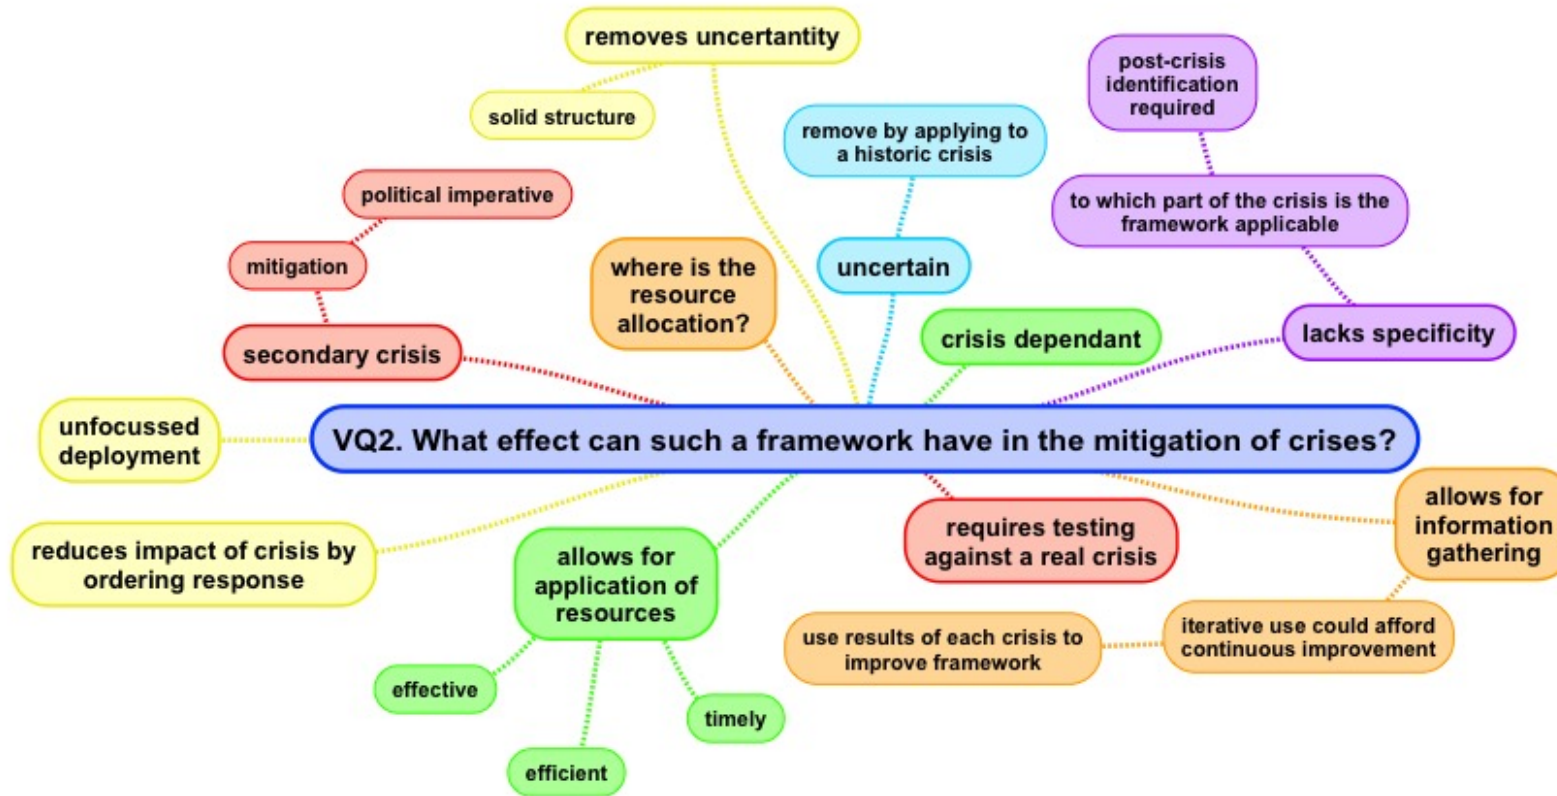 removes uncertantity
solid structure
post-crisis
identification
required
remove by applying to
a historic crisis
political imperative
to which part of the crisis is the
framework applicable
mitigation
where is the
resource
allocation?
uncertain
secondary crisis
crisis dependant
lacks specificity
unfocussed
deployment
VQ2. What effect can such a framework have in the mitigation of crises?
reduces impact of crisis by
ordering response
allows for
application of
resources
requires testing
against a real crisis
allows for
information
gathering
use results of each crisis to
improve framework
iterative use could afford
continuous improvement
effective
timely
efficient